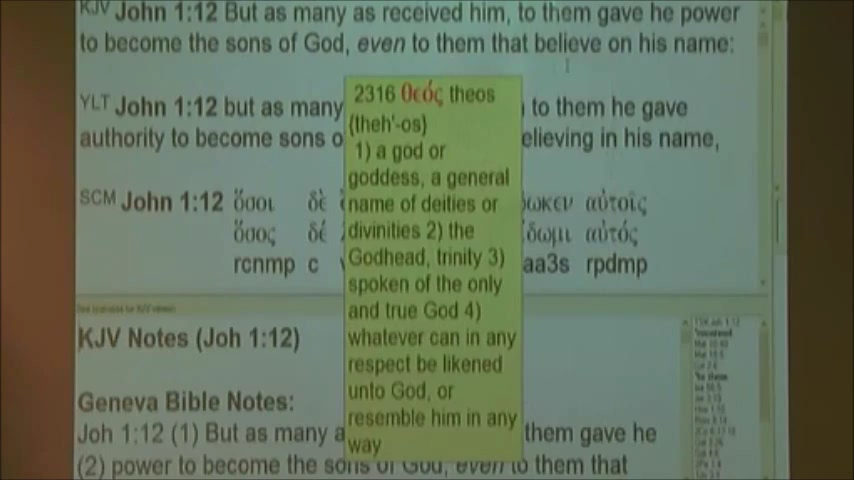 KJV John 1:12 But as many as received him, to them gave he power
to become the sons of God, even to them that believe on his name:
YLT John 1:12 but as many
to them he gave
authority to become sons o
elieving in his name,
SCM John 1:12 ὅσοι δὲ
ωκεν αὐτοῖς
ὅσος δέ
δωμι αὐτός
rcnmp c
aa3s rpdmp
2316 θεός theos
(theh'-os)
1) a god or
goddess, a general
name of deities or
divinities 2) the
Godhead, trinity 3)
spoken of the only
and true God 4)
whatever can in any
respect be likened
unto God, or
resemble him in any
way
KJV Notes (Joh 1:12)
Geneva Bible Notes:
Joh 1:12 (1) But as many a
them gave he
(2) power to become the sons of God, even to them that